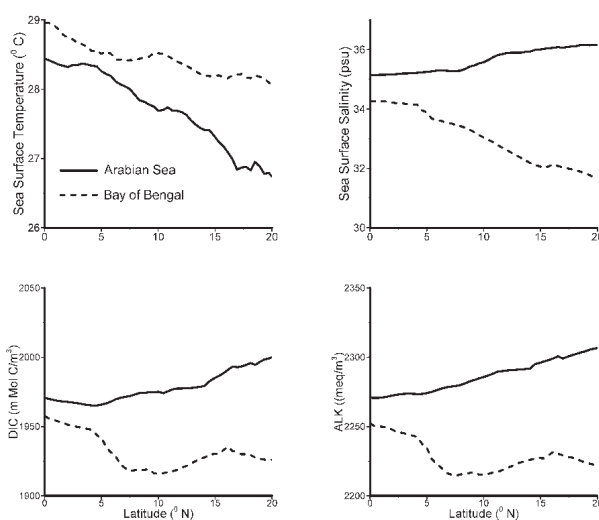 Sea Surface Temperature (⁰ C)
29
28
27
26
0 5 10 15 20
Arabian Sea
Bay of Bengal
Sea Surface Salinity (psu)
36
34
32
30
0 5 10 15 20
DIC (m Mol C/m³)
2050
2000
1950
1900
0 5 10 15 20
Latitude (⁰ N)
ALK ((meq/m³)
2350
2300
2250
2200
0 5 10 15 20
Latitude (⁰ N)